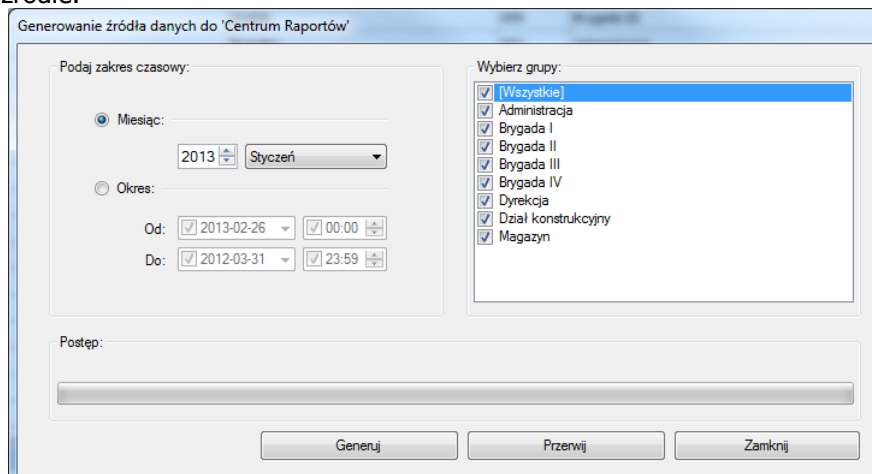 źródle.
Generowanie źródła danych do 'Centrum Raportów'
Podaj zakres czasowy:
Miesiąc:
2013 Styczeń
Okres:
Od: 2013-02-26 00:00
Do: 2012-03-31 23:59
Wybierz grupy:
[Wszystkie]
Administracja
Brygada I
Brygada II
Brygada III
Brygada IV
Dyrekcja
Dział konstrukcyjny
Magazyn
Postęp:
Generuj Przerwij Zamknij